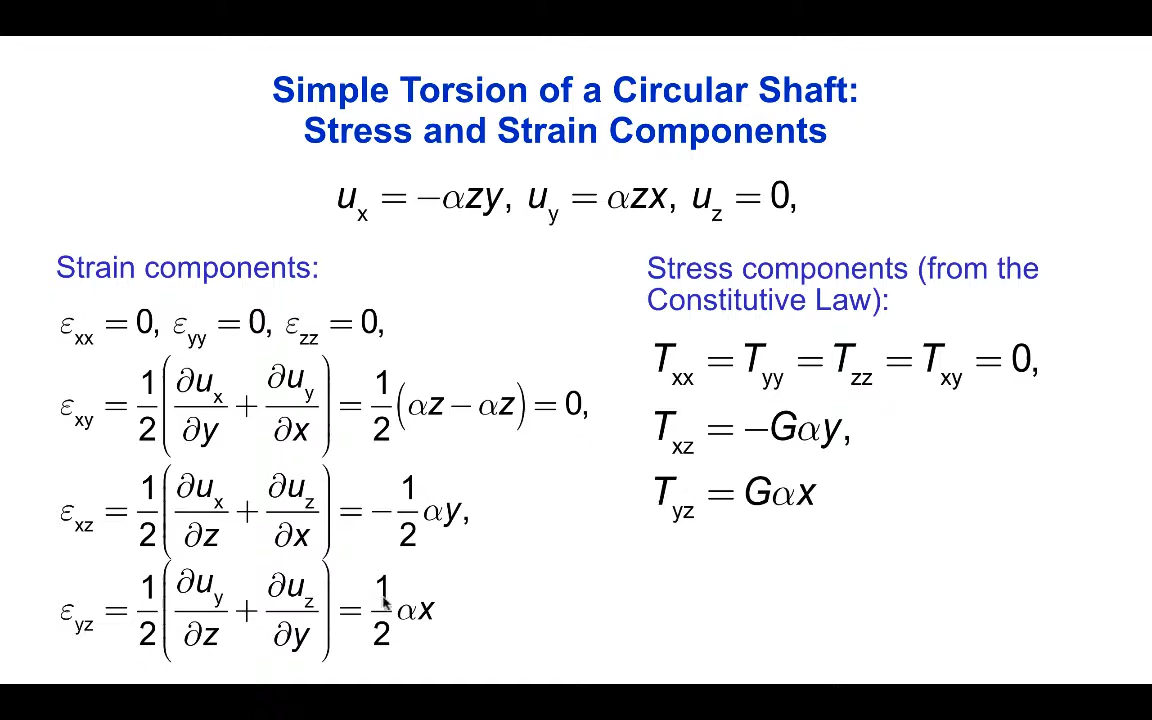 Simple Torsion of a Circular Shaft:
Stress and Strain Components
u_x = −αzy, u_y = αzx, u_z = 0,
Strain components:
ε_xx = 0, ε_yy = 0, ε_zz = 0,
ε_xy = 1/2 (∂u_x/∂y + ∂u_y/∂x) = 1/2 (αz − αz) = 0,
ε_xz = 1/2 (∂u_x/∂z + ∂u_z/∂x) = −1/2 αy,
ε_yz = 1/2 (∂u_y/∂z + ∂u_z/∂y) = 1/2 αx
Stress components (from the
Constitutive Law):
T_xx = T_yy = T_zz = T_xy = 0,
T_xz = −Gαy,
T_yz = Gαx